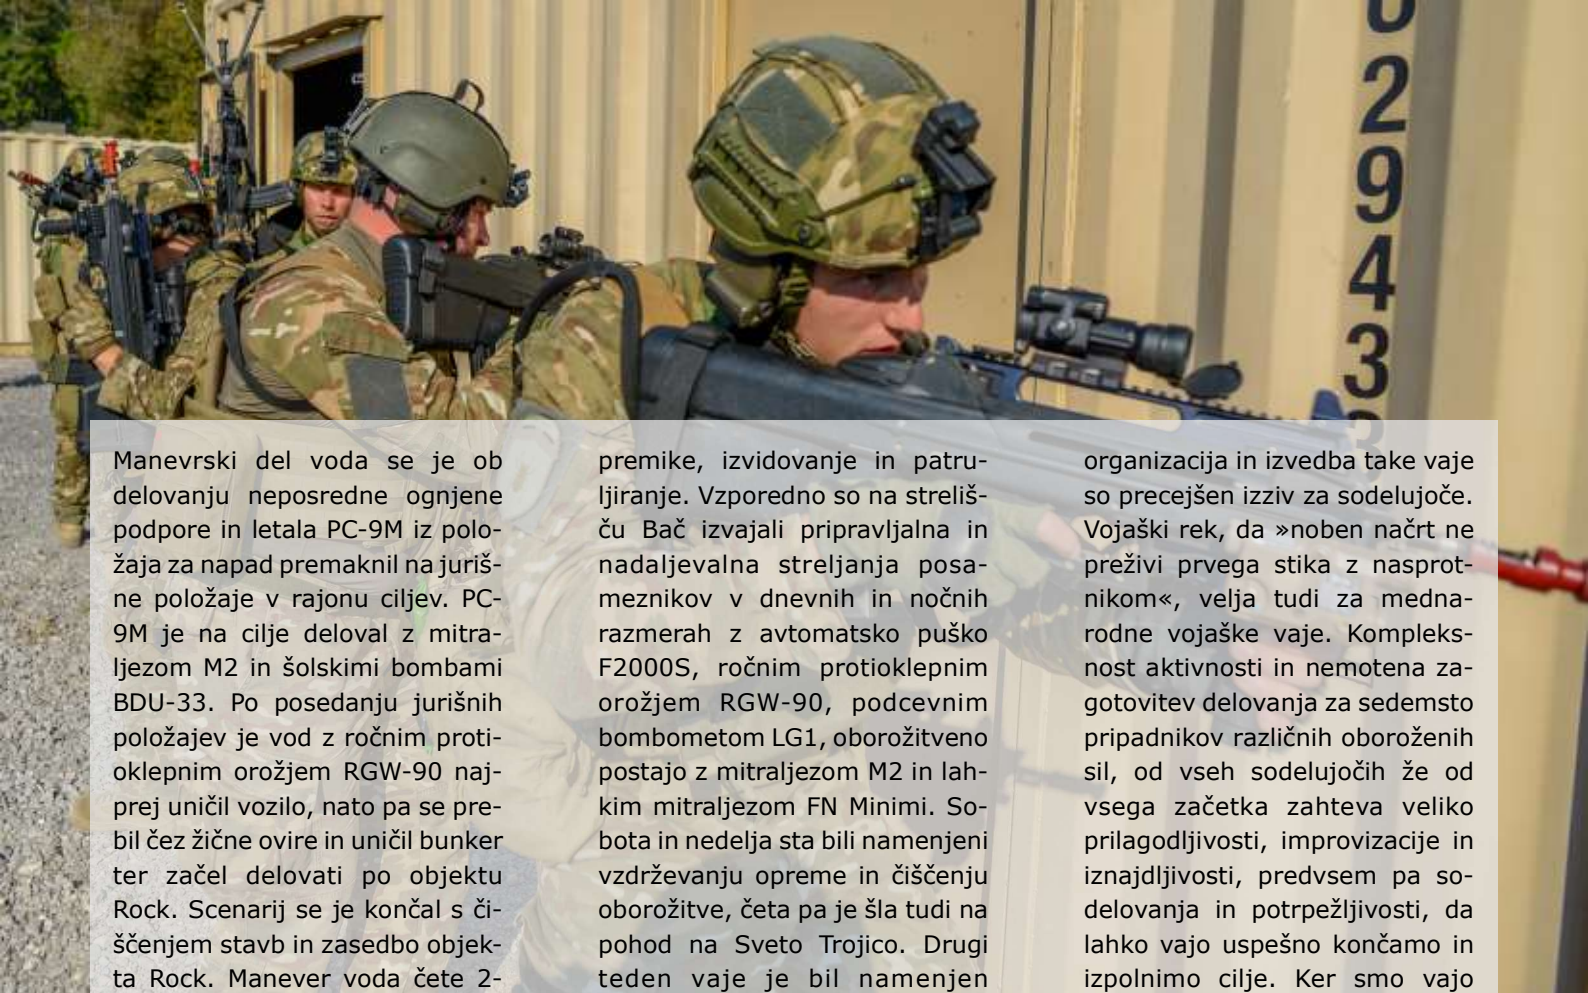 0
2
9
4
3
3
Manevrski del voda se je ob
delovanju neposredne ognjene
podpore in letala PC-9M iz polo-
žaja za napad premaknil na juriš-
ne položaje v rajonu ciljev. PC-
9M je na cilje deloval z mitra-
ljezom M2 in šolskimi bombami
BDU-33. Po posedanju jurišnih
položajev je vod z ročnim proti-
oklepnim orožjem RGW-90 naj-
prej uničil vozilo, nato pa se pre-
bil čez žične ovire in uničil bunker
ter začel delovati po objektu
Rock. Scenarij se je končal s či-
ščenjem stavb in zasedbo objek-
ta Rock. Manever voda čete 2-
premike, izvidovanje in patru-
ljiranje. Vzporedno so na streliš-
ču Bač izvajali pripravljalna in
nadaljevalna streljanja posa-
meznikov v dnevnih in nočnih
razmerah z avtomatsko puško
F2000S, ročnim protioklepnim
orožjem RGW-90, podcevnim
bombometom LG1, oborožitveno
postajo z mitraljezom M2 in lah-
kim mitraljezom FN Minimi. So-
bota in nedelja sta bili namenjeni
vzdrževanju opreme in čiščenju
oborožitve, četa pa je šla tudi na
pohod na Sveto Trojico. Drugi
teden vaje je bil namenjen
organizacija in izvedba take vaje
so precejšen izziv za sodelujoče.
Vojaški rek, da »noben načrt ne
preživi prvega stika z nasprot-
nikom«, velja tudi za medna-
rodne vojaške vaje. Kompleks-
nost aktivnosti in nemotena za-
gotovitev delovanja za sedemsto
pripadnikov različnih oboroženih
sil, od vseh sodelujočih že od
vsega začetka zahteva veliko
prilagodljivosti, improvizacije in
iznajdljivosti, predvsem pa so-
delovanja in potrpežljivosti, da
lahko vajo uspešno končamo in
izpolnimo cilje. Ker smo vajo